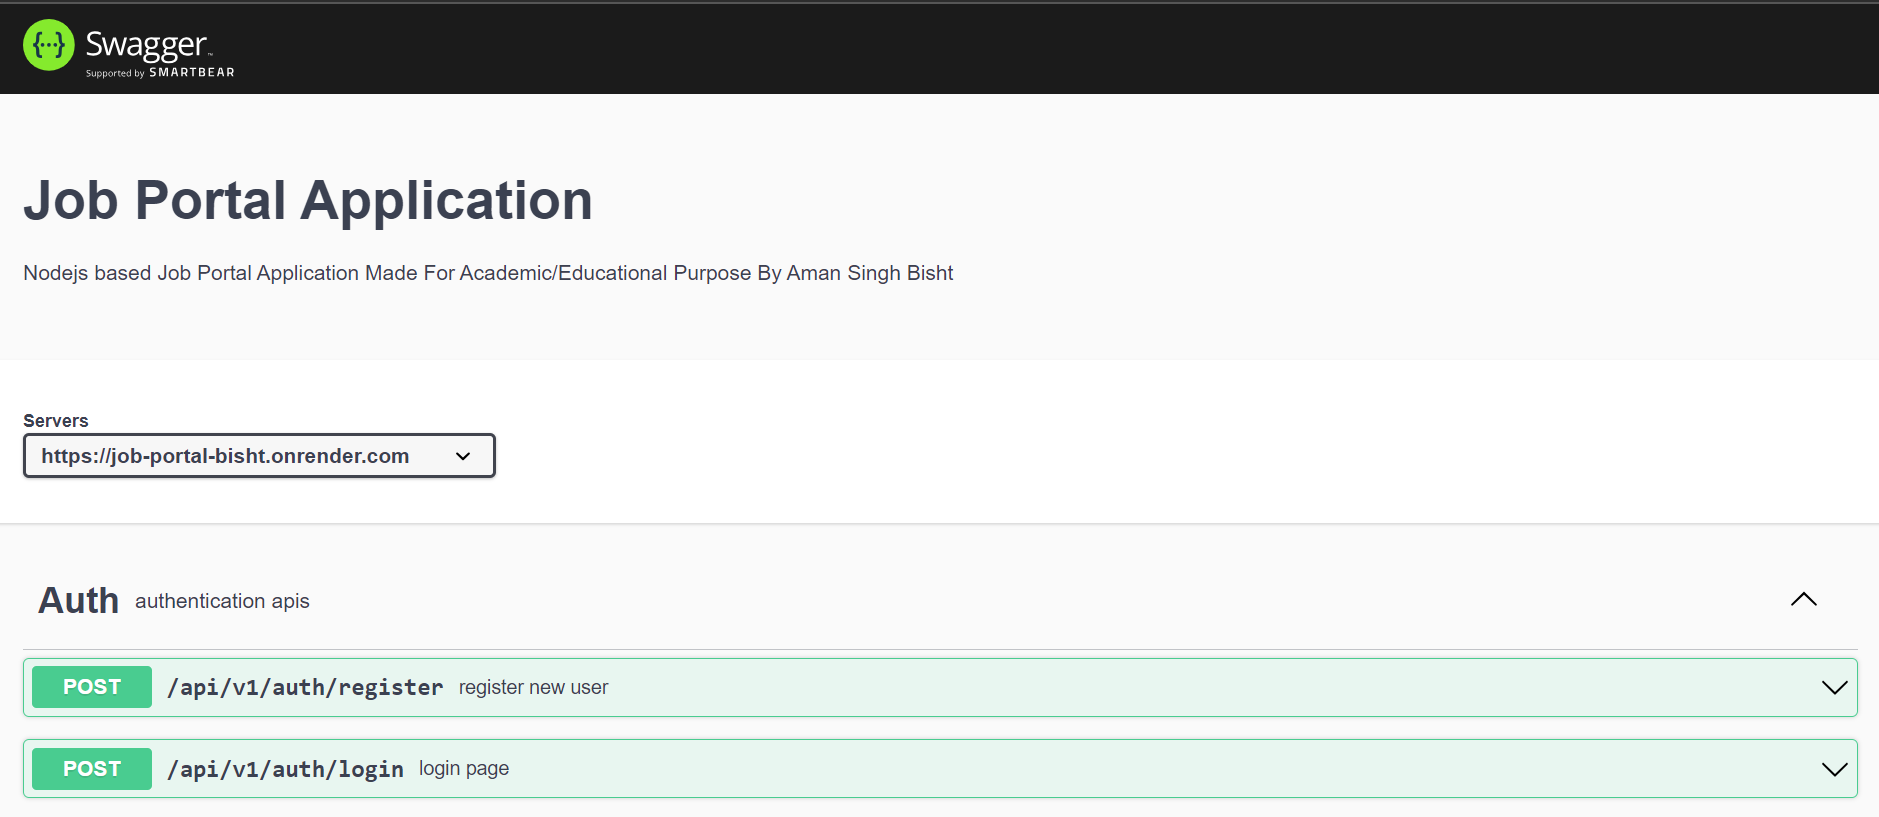 {...} Swagger™
Supported by SMARTBEAR
Job Portal Application
Nodejs based Job Portal Application Made For Academic/Educational Purpose By Aman Singh Bisht
Servers
https://job-portal-bisht.onrender.com
Auth authentication apis
POST /api/v1/auth/register register new user
POST /api/v1/auth/login login page